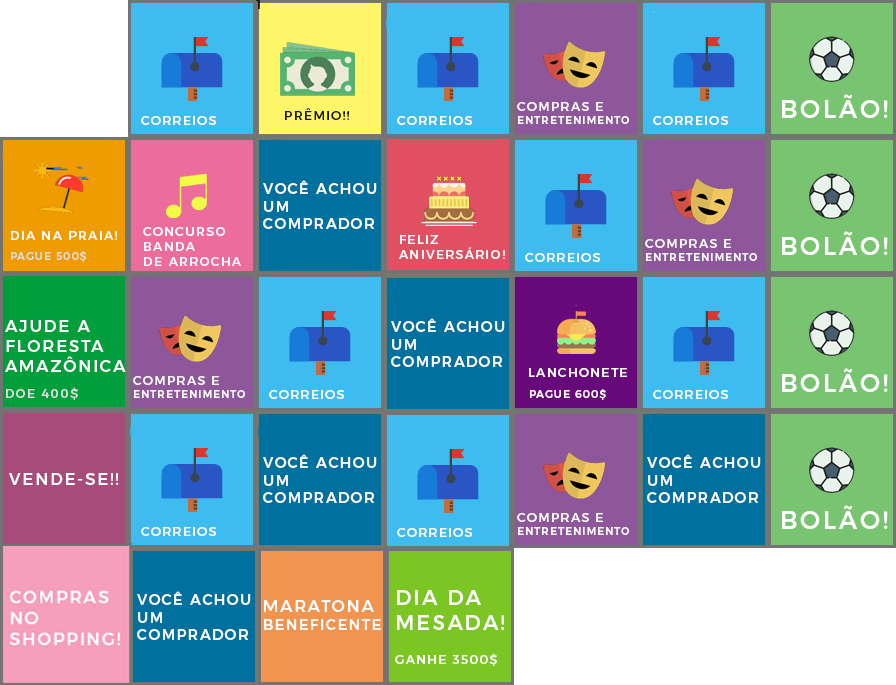 1
CORREIOS
PRÊMIO!!
CORREIOS
COMPRAS E
ENTRETENIMENTO
CORREIOS
BOLÃO!
DIA NA PRAIA!
PAGUE 500$
CONCURSO
BANDA
DE ARROCHA
VOCÊ ACHOU
UM
COMPRADOR
FELIZ
ANIVERSÁRIO!
CORREIOS
COMPRAS E
ENTRETENIMENTO
BOLÃO!
AJUDE A
FLORESTA
AMAZÔNICA
DOE 400$
COMPRAS E
ENTRETENIMENTO
CORREIOS
VOCÊ ACHOU
UM
COMPRADOR
LANCHONETE
PAGUE 600$
CORREIOS
BOLÃO!
VENDE-SE!!
CORREIOS
VOCÊ ACHOU
UM
COMPRADOR
CORREIOS
COMPRAS E
ENTRETENIMENTO
VOCÊ ACHOU
UM
COMPRADOR
BOLÃO!
COMPRAS
NO
SHOPPING!
VOCÊ ACHOU
UM
COMPRADOR
MARATONA
BENEFICENTE
DIA DA
MESADA!
GANHE 3500$